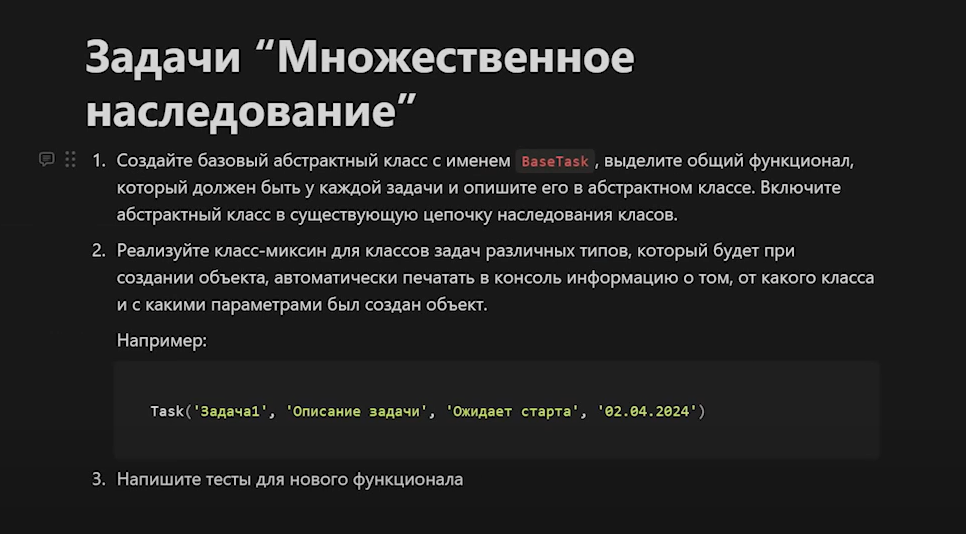 Задачи “Множественное
наследование”
1. Создайте базовый абстрактный класс с именем BaseTask, выделите общий функционал,
который должен быть у каждой задачи и опишите его в абстрактном классе. Включите
абстрактный класс в существующую цепочку наследования класов.
2. Реализуйте класс-миксин для классов задач различных типов, который будет при
создании объекта, автоматически печатать в консоль информацию о том, от какого класса
и с какими параметрами был создан объект.
Например:
Task('Задача1', 'Описание задачи', 'Ожидает старта', '02.04.2024')
3. Напишите тесты для нового функционала